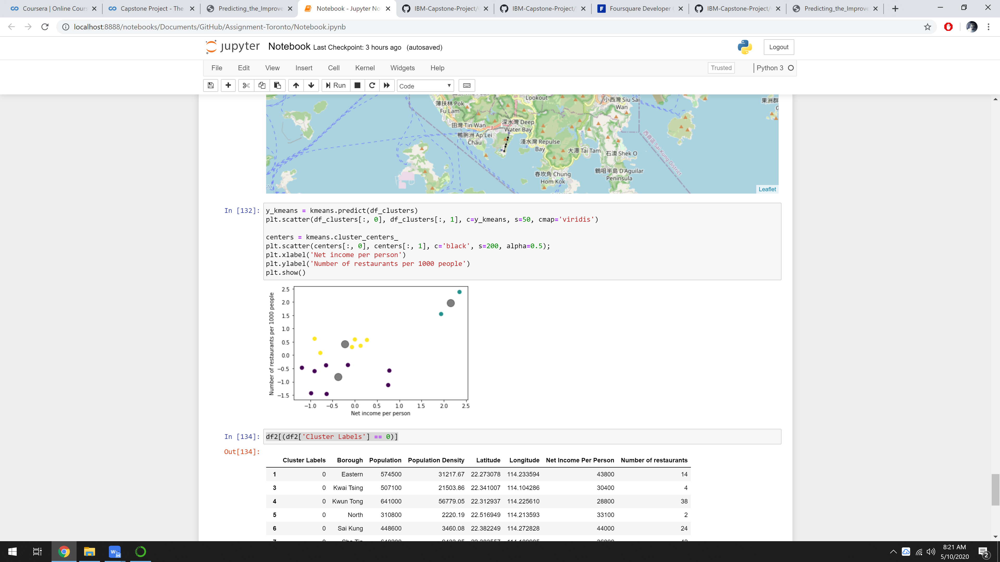 Coursera | Online Cours
Capstone Project - The
Predicting_the_Improve
Notebook - Jupyter No
IBM-Capstone-Project/
IBM-Capstone-Project/
Foursquare Developer
IBM-Capstone-Project/
Predicting_the_Improve
localhost:8888/notebooks/Documents/GitHub/Assignment-Toronto/Notebook.ipynb
jupyter Notebook Last Checkpoint: 3 hours ago (autosaved)
Logout
File Edit View Insert Cell Kernel Widgets Help
Trusted
Python 3
Run
Code
Lookout
薄扶林 Pok
Fu Lam
小西灣 Siu Sai
Wan
果洲群
田灣 Tin Wan
3
深水灣 Deep
Water Bay
鴨脷洲 Ap Lei
Chau
淺水灣 Repulse
Bay
大潭 Tai Tam
石澳 Shek O
西貢區 Sai Kung District
春坎角 Chung
Hom Kok
鶴咀半島 D'Aguilar
Peninsula
Leaflet
In [132]:
y_kmeans = kmeans.predict(df_clusters)
plt.scatter(df_clusters[:, 0], df_clusters[:, 1], c=y_kmeans, s=50, cmap='viridis')
centers = kmeans.cluster_centers_
plt.scatter(centers[:, 0], centers[:, 1], c='black', s=200, alpha=0.5);
plt.xlabel('Net income per person')
plt.ylabel('Number of restaurants per 1000 people')
plt.show()
Number of restaurants per 1000 people
2.5
2.0
1.5
1.0
0.5
0.0
−0.5
−1.0
−1.5
−1.0 −0.5 0.0 0.5 1.0 1.5 2.0 2.5
Net income per person
In [134]:
df2[(df2['Cluster Labels'] == 0)]
Out[134]:
Cluster Labels Borough Population Population Density Latitude Longitude Net Income Per Person Number of restaurants
1 0 Eastern 574500 31217.67 22.273078 114.233594 43800 14
3 0 Kwai Tsing 507100 21503.86 22.341007 114.104286 30400 4
4 0 Kwun Tong 641000 56779.05 22.312937 114.225610 28800 38
5 0 North 310800 2220.19 22.516949 114.213593 33100 2
6 0 Sai Kung 448600 3460.08 22.382249 114.272828 44000 24
8:21 AM
5/10/2020
2